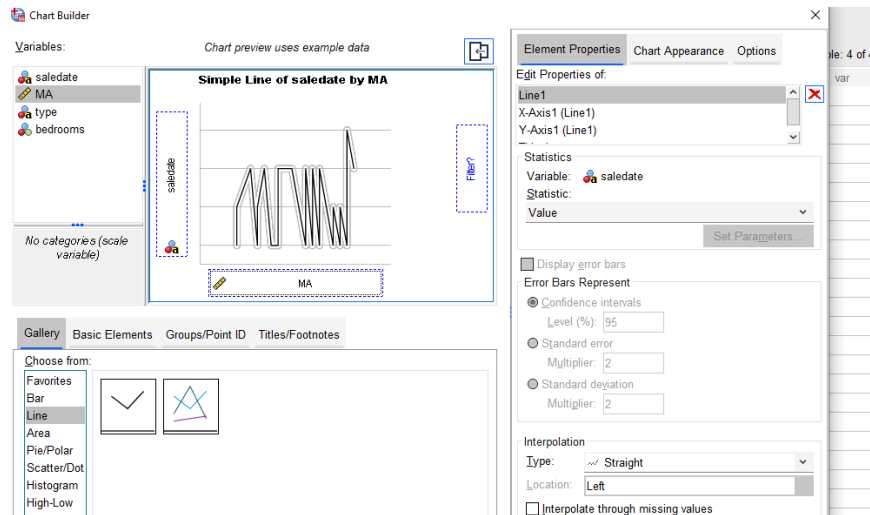 Chart Builder
Variables:
Chart preview uses example data
saledate
MA
type
bedrooms
No categories (scale
variable)
Simple Line of saledate by MA
saledate
Filter?
MA
Gallery
Basic Elements
Groups/Point ID
Titles/Footnotes
Choose from:
Favorites
Bar
Line
Area
Pie/Polar
Scatter/Dot
Histogram
High-Low
Element Properties
Chart Appearance
Options
Edit Properties of:
Line1
X-Axis1 (Line1)
Y-Axis1 (Line1)
Statistics
Variable: saledate
Statistic:
Value
Set Parameters...
Display error bars
Error Bars Represent
Confidence intervals
Level (%): 95
Standard error
Multiplier: 2
Standard deviation
Multiplier: 2
Interpolation
Type: Straight
Location: Left
Interpolate through missing values
ble: 4 of 4
var